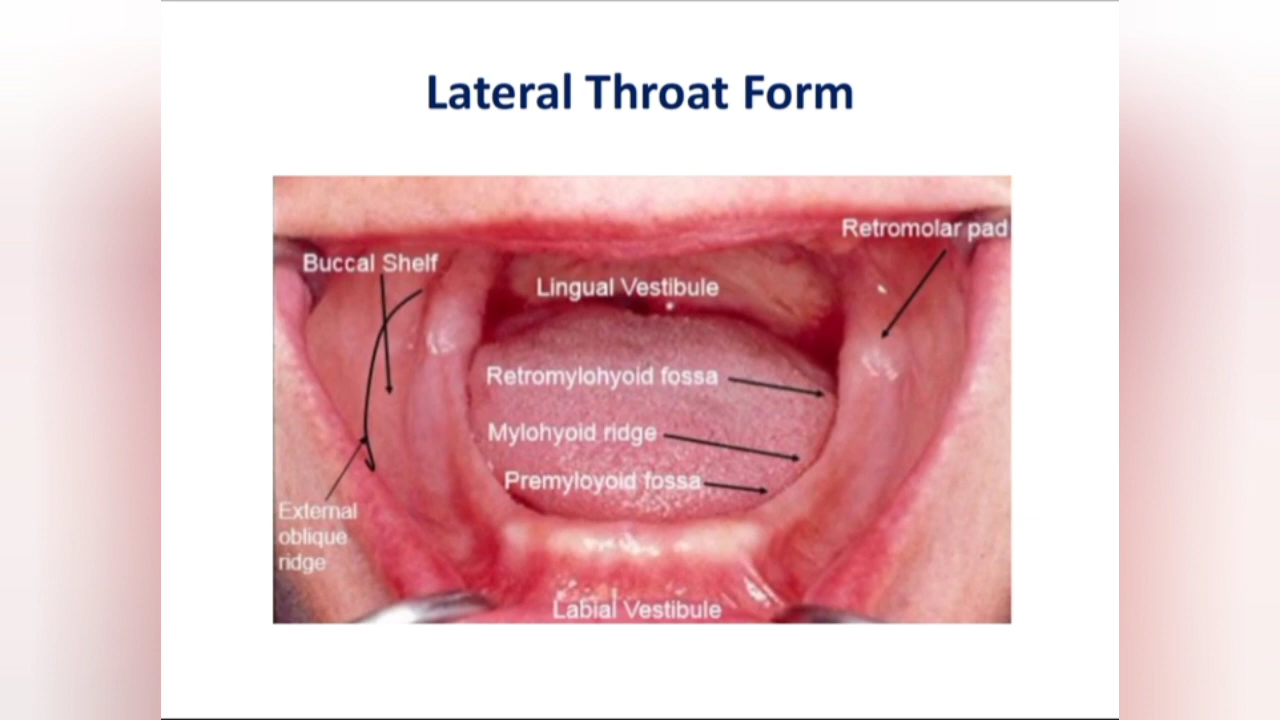 Lateral Throat Form
Retromolar pad
Buccal Shelf
Lingual Vestibule
Retromylohyoid fossa
Mylohyoid ridge
Premyloyoid fossa
External
oblique
ridge
Labial Vestibule